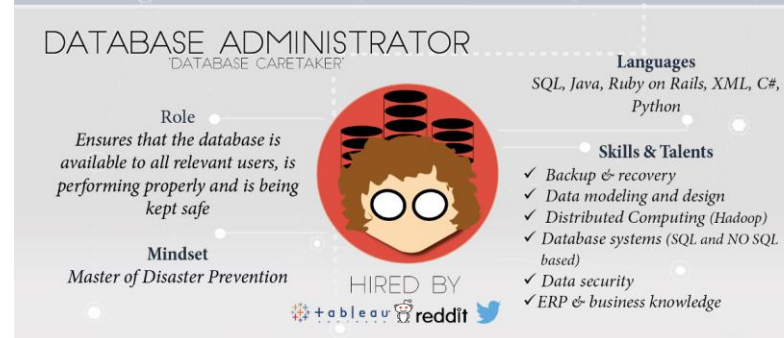 DATABASE ADMINISTRATOR
'DATABASE CARETAKER'
Role
Ensures that the database is
available to all relevant users, is
performing properly and is being
kept safe
Mindset
Master of Disaster Prevention
HIRED BY
+ableau reddit
Languages
SQL, Java, Ruby on Rails, XML, C#,
Python
Skills & Talents
✓ Backup & recovery
✓ Data modeling and design
✓ Distributed Computing (Hadoop)
✓ Database systems (SQL and NO SQL
based)
✓ Data security
✓ ERP & business knowledge